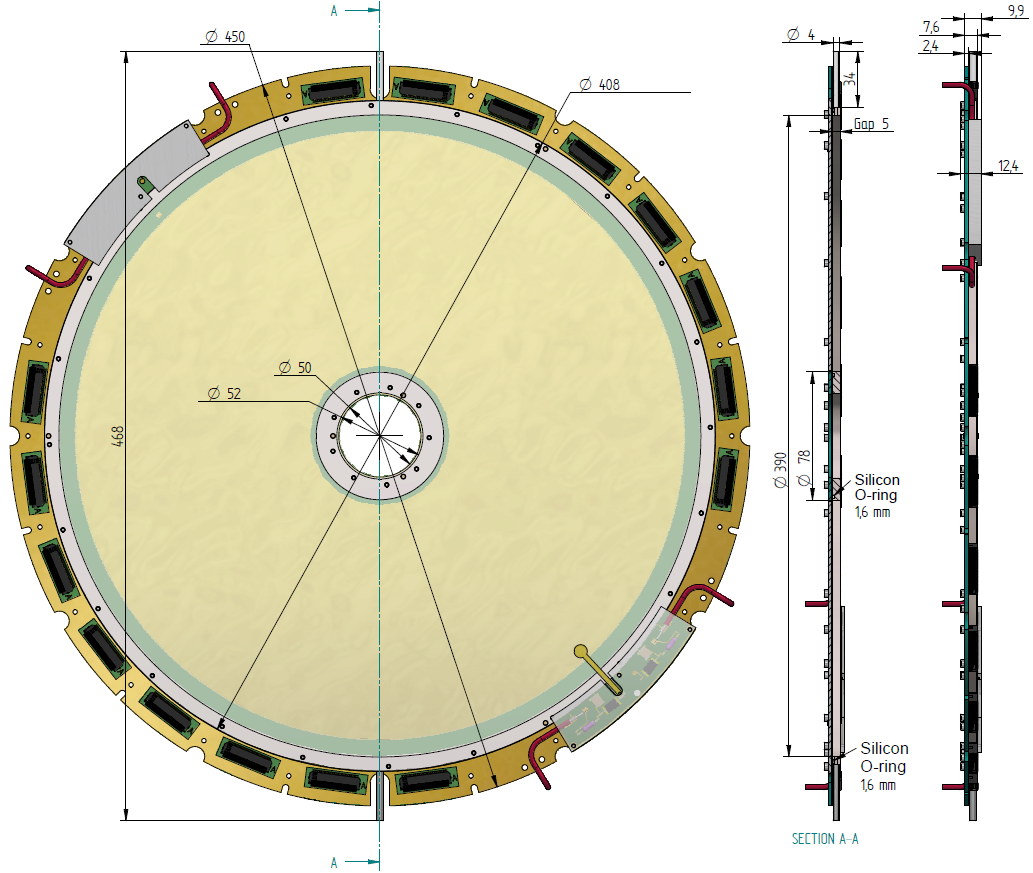 A
Ø 450
Ø 408
Ø 50
Ø 52
468
A
Ø 4
34
Gap 5
Ø 390
Ø 78
Silicon
O-ring
1,6 mm
Silicon
O-ring
1,6 mm
SECTION A-A
9,9
7,6
2,4
12,4